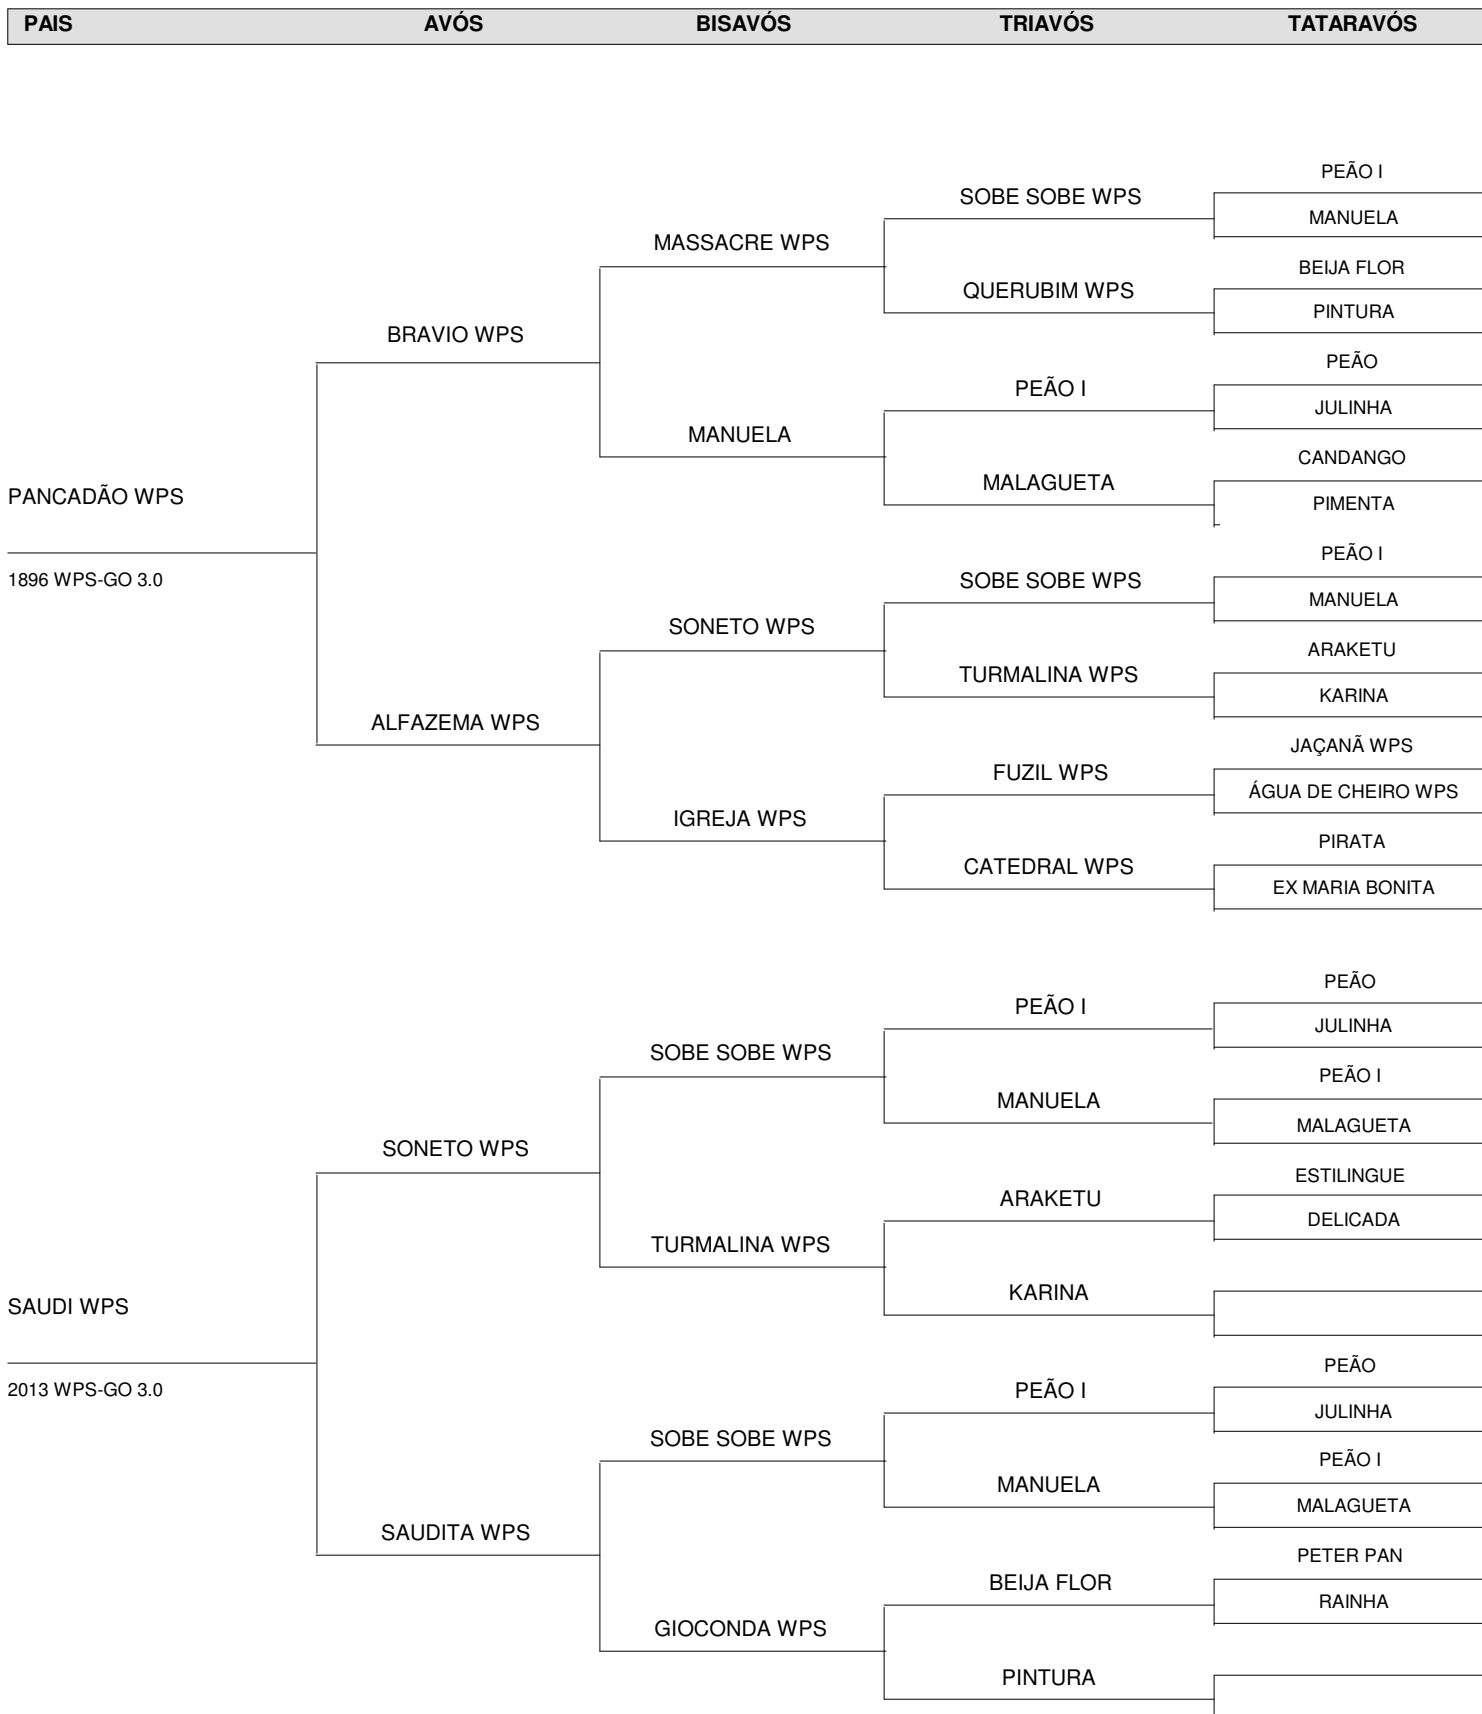 PAIS AVÓS BISAVÓS TRIAVÓS TATARAVÓS
PEÃO I
SOBE SOBE WPS
MANUELA
MASSACRE WPS
BEIJA FLOR
QUERUBIM WPS
PINTURA
BRAVIO WPS
PEÃO
PEÃO I
JULINHA
MANUELA
CANDANGO
MALAGUETA
PANCADÃO WPS
PIMENTA
PEÃO I
1896 WPS-GO 3.0
SOBE SOBE WPS
MANUELA
SONETO WPS
ARAKETU
TURMALINA WPS
KARINA
ALFAZEMA WPS
JAÇANÃ WPS
FUZIL WPS
ÁGUA DE CHEIRO WPS
IGREJA WPS
PIRATA
CATEDRAL WPS
EX MARIA BONITA
PEÃO
PEÃO I
JULINHA
SOBE SOBE WPS
PEÃO I
MANUELA
MALAGUETA
SONETO WPS
ESTILINGUE
ARAKETU
DELICADA
TURMALINA WPS
KARINA
SAUDI WPS
PEÃO
2013 WPS-GO 3.0
PEÃO I
JULINHA
SOBE SOBE WPS
PEÃO I
MANUELA
MALAGUETA
SAUDITA WPS
PETER PAN
BEIJA FLOR
RAINHA
GIOCONDA WPS
PINTURA